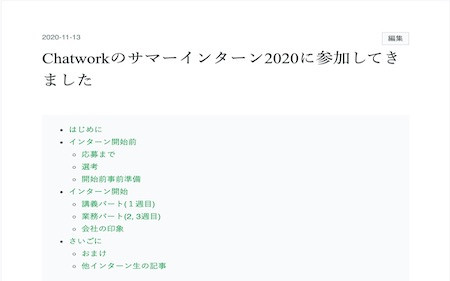 2020-11-13
編集
Chatworkのサマーインターン2020に参加してき
ました
はじめに
インターン開始前
応募まで
選考
開始前事前準備
インターン開始
講義パート(１週目)
業務パート(2, 3週目)
会社の印象
さいごに
おまけ
他インターン生の記事